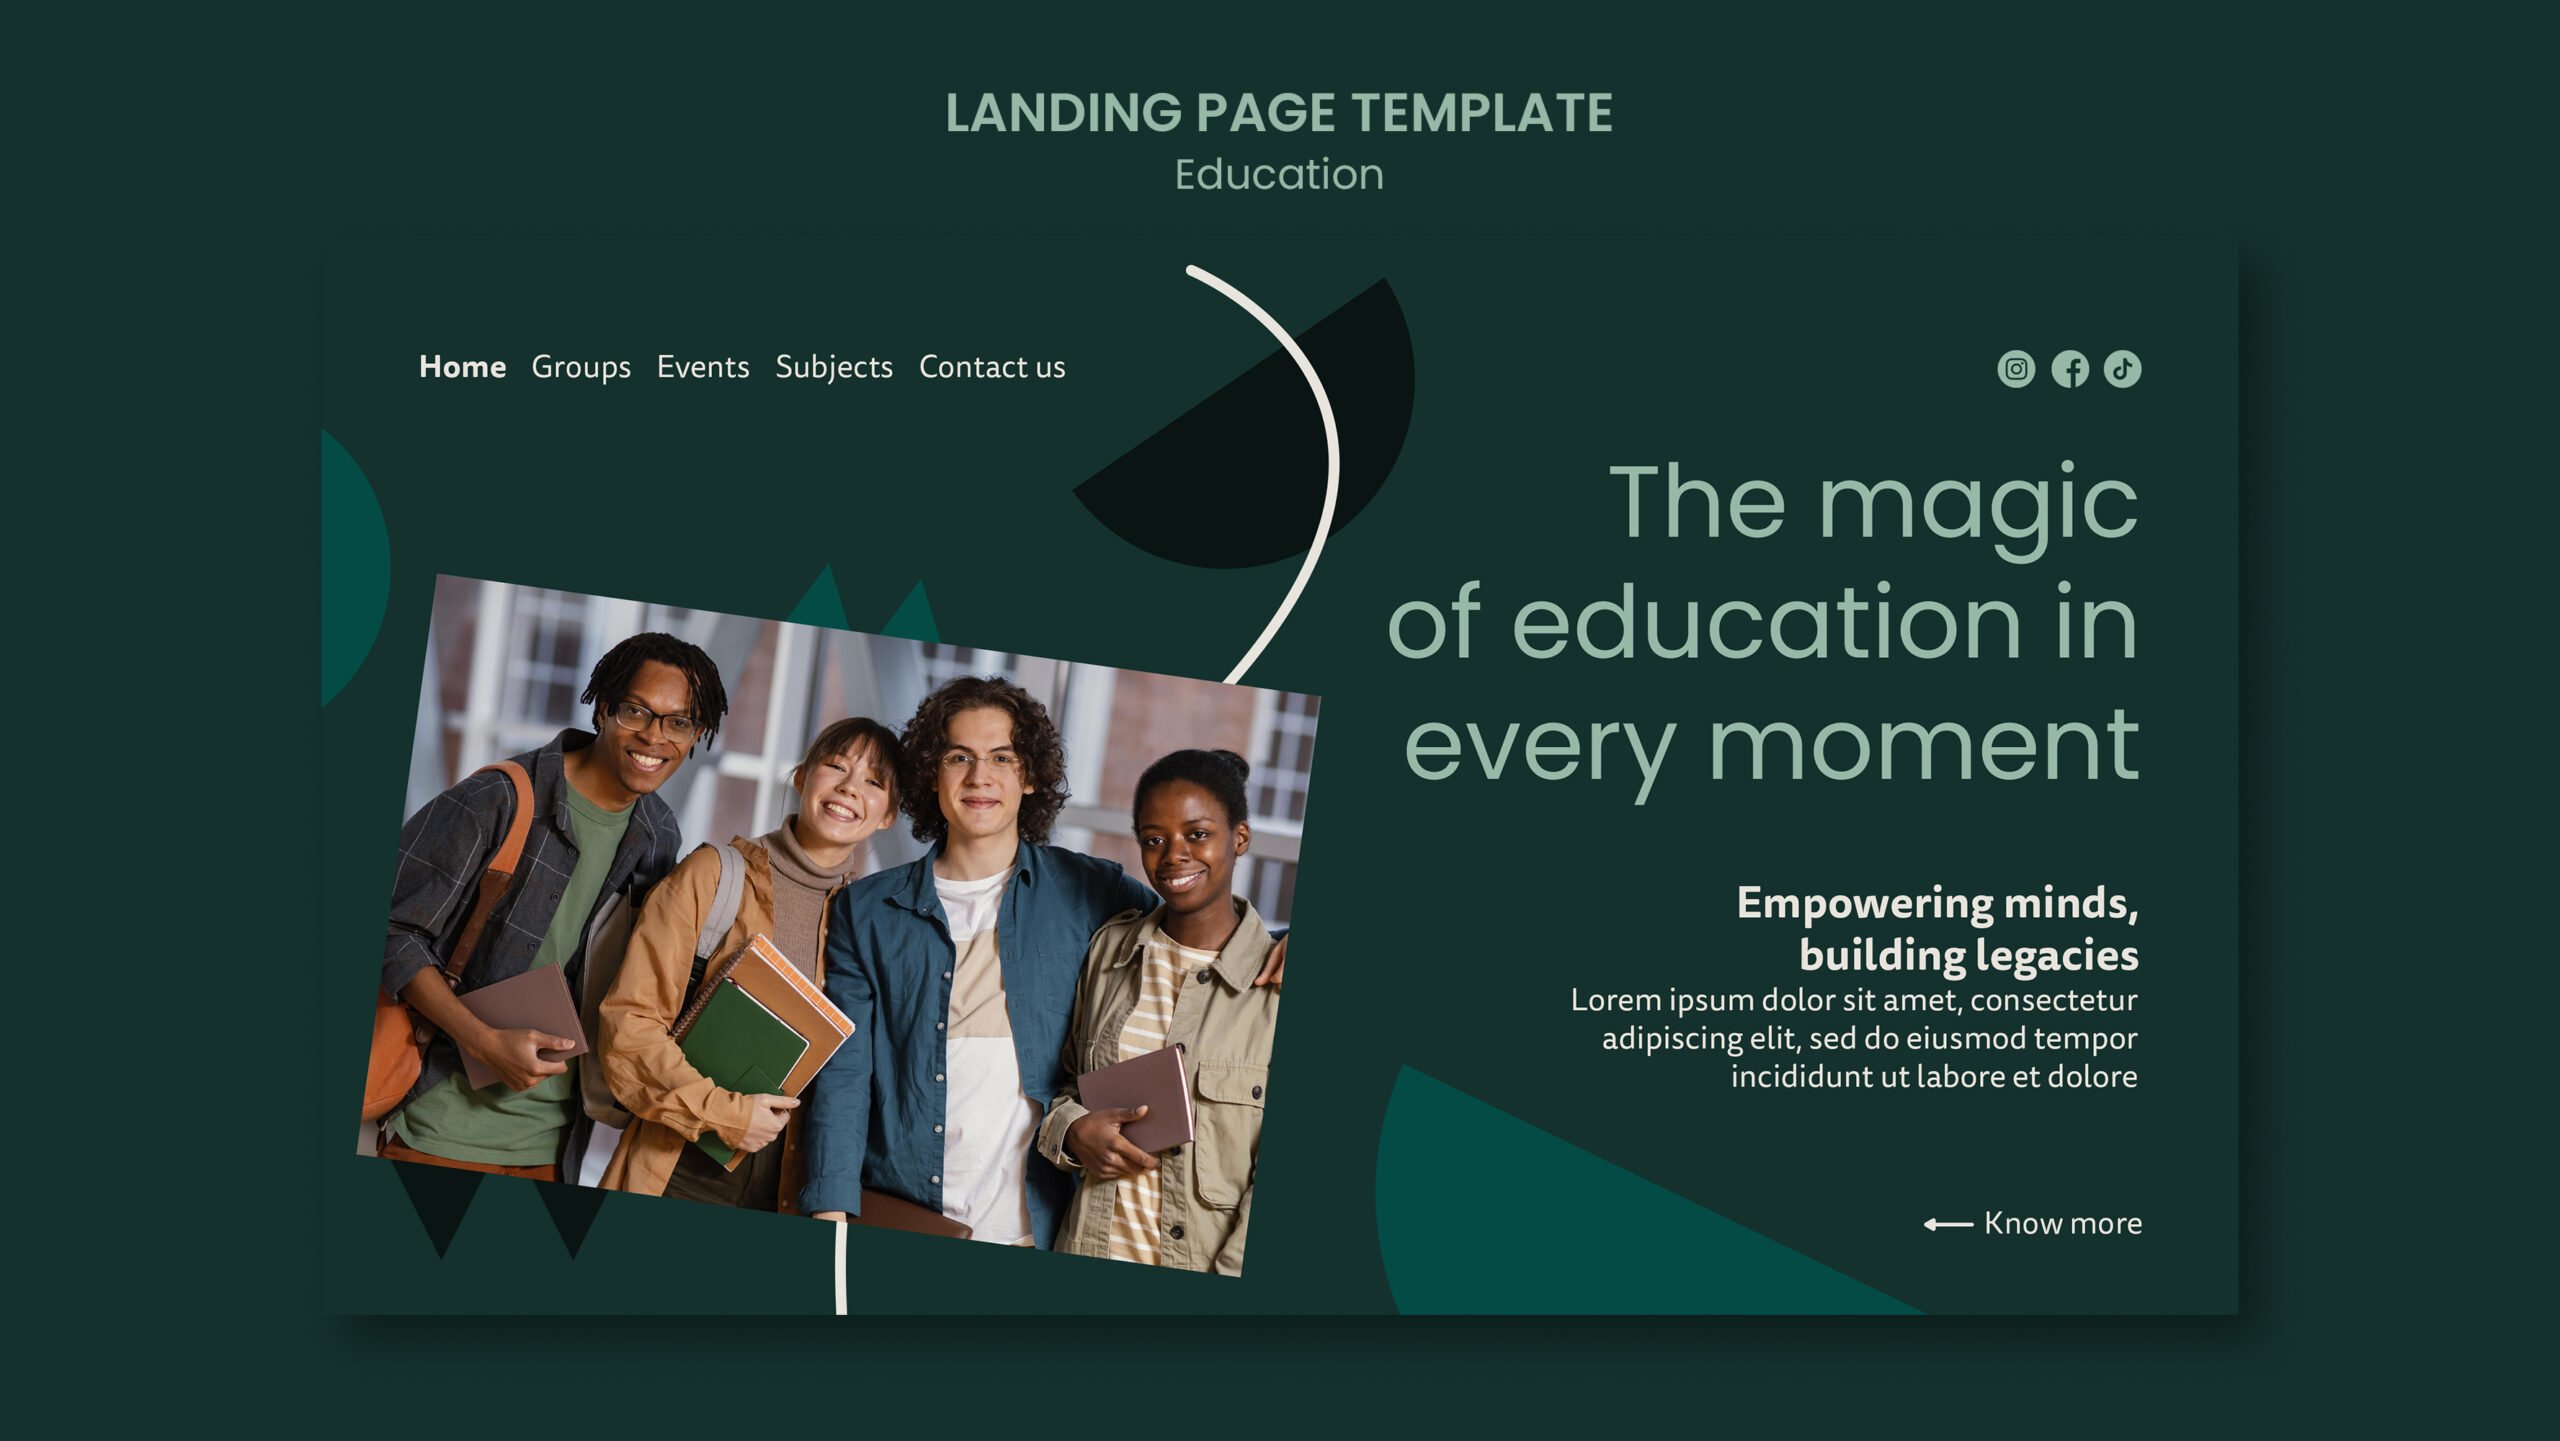 LANDING PAGE TEMPLATE
Education
Home Groups Events Subjects Contact us
The magic
of education in
every moment
Empowering minds,
building legacies
Lorem ipsum dolor sit amet, consectetur
adipiscing elit, sed do eiusmod tempor
incididunt ut labore et dolore
Know more